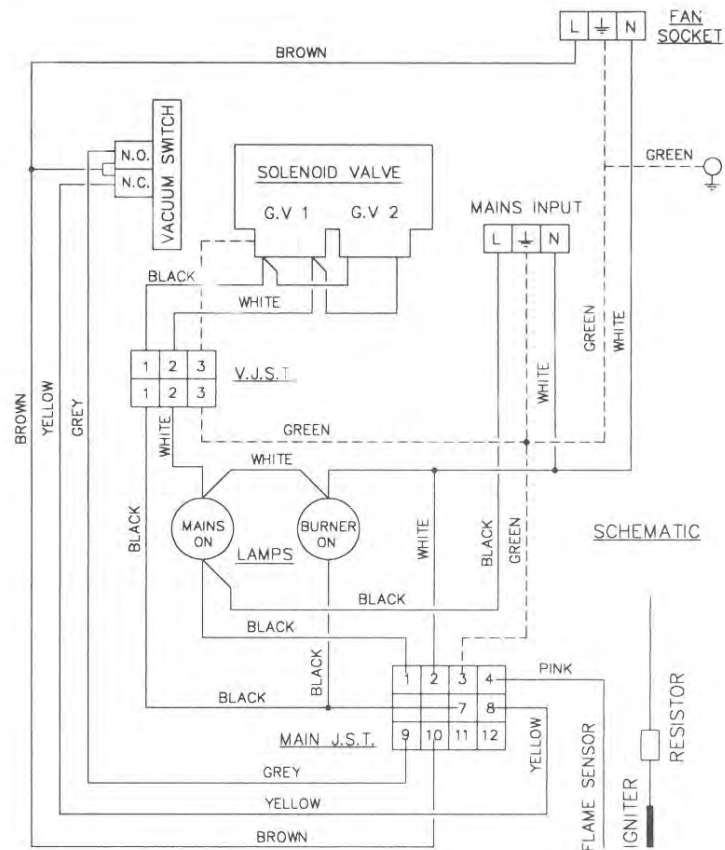 FAN
SOCKET
L ⏚ N
BROWN
N.O.
N.C.
VACUUM SWITCH
SOLENOID VALVE
G.V 1 G.V 2
GREEN
MAINS INPUT
L ⏚ N
BLACK
WHITE
GREEN
WHITE
WHITE
1 2 3
1 2 3
V.J.S.T.
BROWN
YELLOW
GREY
WHITE
GREEN
WHITE
BLACK
MAINS
ON
BURNER
ON
LAMPS
WHITE
BLACK
GREEN
SCHEMATIC
BLACK
BLACK
BLACK
BLACK
1 2 3 4
7 8
9 10 11 12
MAIN J.S.T.
PINK
YELLOW
FLAME SENSOR
IGNITER
RESISTOR
GREY
YELLOW
BROWN